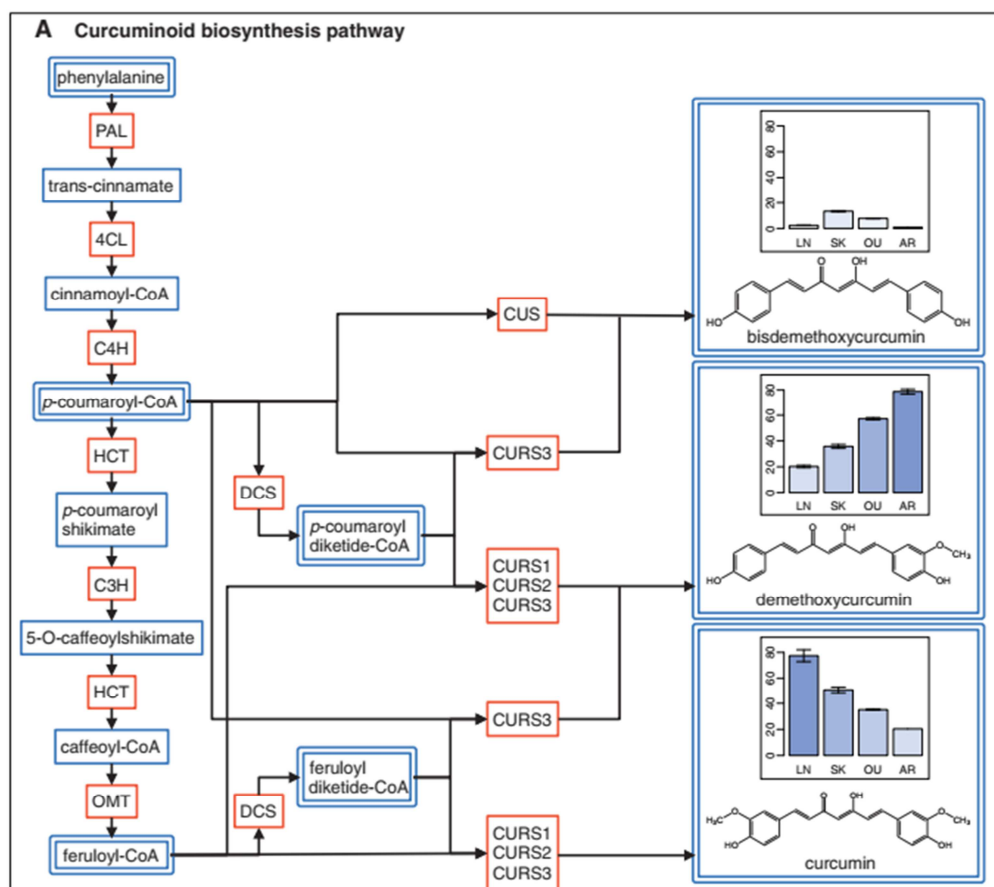 A Curcuminoid biosynthesis pathway
phenylalanine
PAL
trans-cinnamate
4CL
cinnamoyl-CoA
C4H
p-coumaroyl-CoA
HCT
p-coumaroyl
shikimate
C3H
5-O-caffeoylshikimate
HCT
caffeoyl-CoA
OMT
feruloyl-CoA
DCS
p-coumaroyl
diketide-CoA
DCS
feruloyl
diketide-CoA
CUS
CURS3
CURS1
CURS2
CURS3
CURS3
CURS1
CURS2
CURS3
80
60
40
20
0
LN SK OU AR
O OH
HO OH
bisdemethoxycurcumin
80
60
40
20
0
LN SK OU AR
O OH
O CH3
HO OH
demethoxycurcumin
80
60
40
20
0
LN SK OU AR
O OH
H3C O O CH3
HO OH
curcumin